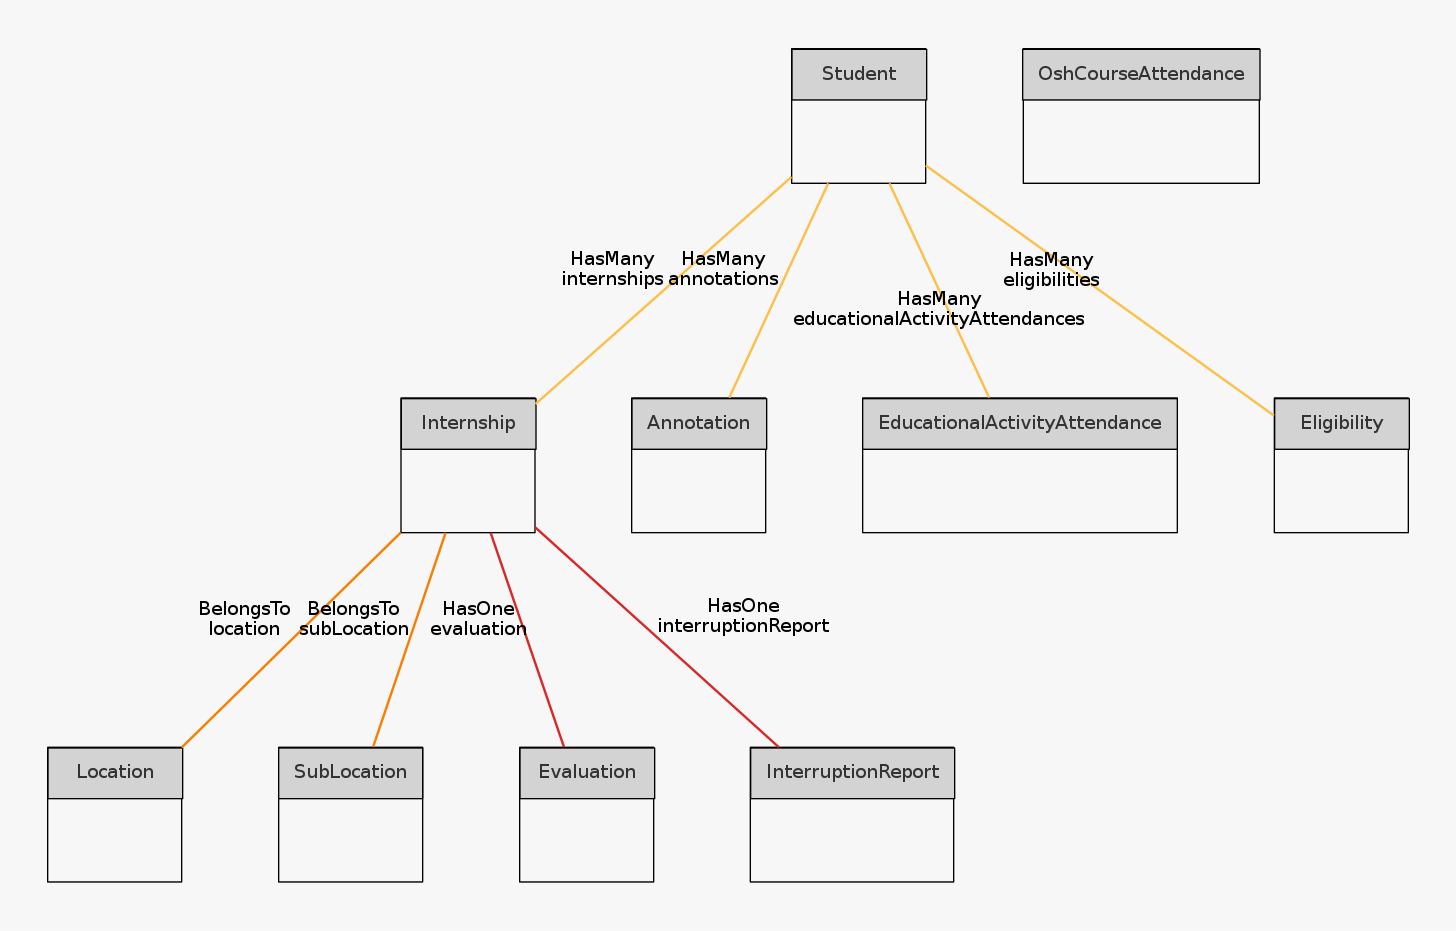 Student
OshCourseAttendance
HasMany
internships
HasMany
annotations
HasMany
educationalActivityAttendances
HasMany
eligibilities
Internship
Annotation
EducationalActivityAttendance
Eligibility
BelongsTo
location
BelongsTo
subLocation
HasOne
evaluation
HasOne
interruptionReport
Location
SubLocation
Evaluation
InterruptionReport